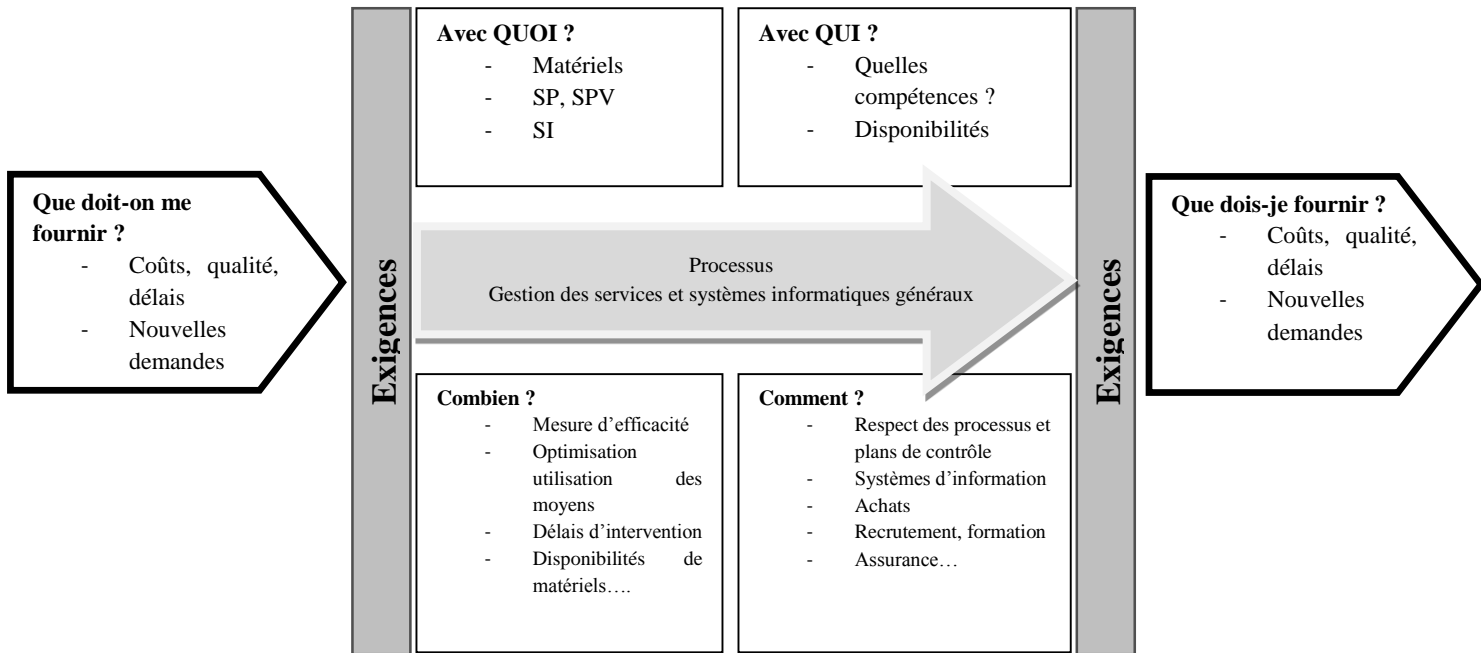 Que doit-on me
fournir ?
- Coûts, qualité,
délais
- Nouvelles
demandes
Exigences
Avec QUOI ?
- Matériels
- SP, SPV
- SI
Avec QUI ?
- Quelles
compétences ?
- Disponibilités
Processus
Gestion des services et systèmes informatiques généraux
Combien ?
- Mesure d’efficacité
- Optimisation
utilisation des
moyens
- Délais d’intervention
- Disponibilités de
matériels….
Comment ?
- Respect des processus et
plans de contrôle
- Systèmes d’information
- Achats
- Recrutement, formation
- Assurance…
Exigences
Que dois-je fournir ?
- Coûts, qualité,
délais
- Nouvelles
demandes